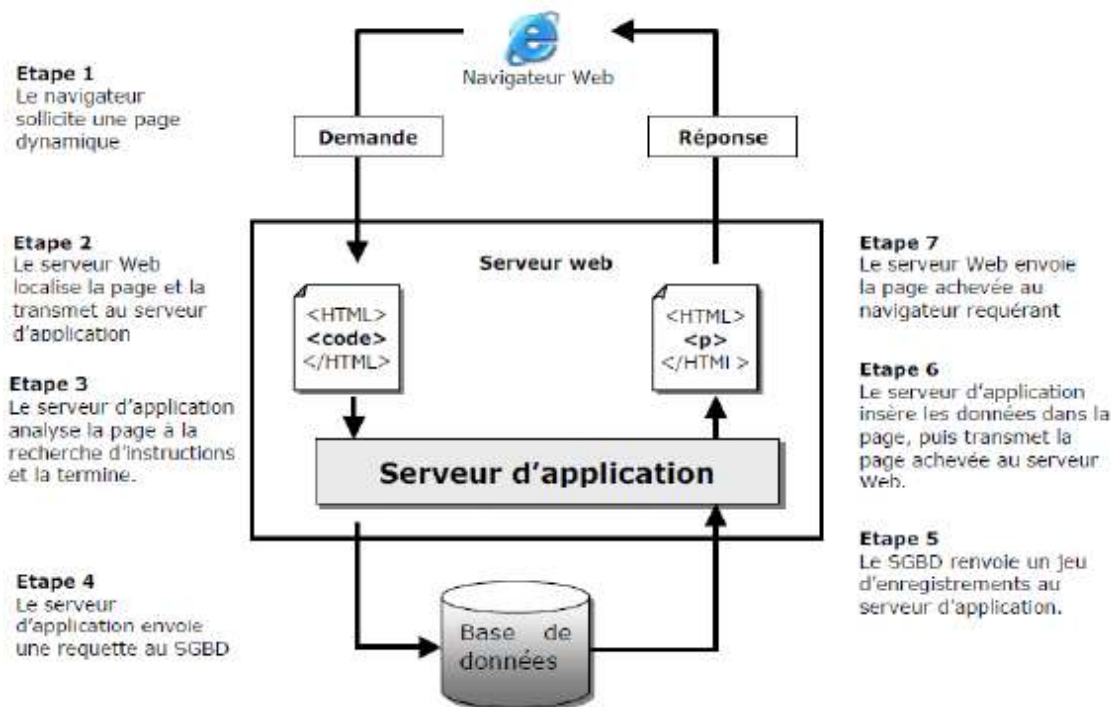 Navigateur Web
Etape 1
Le navigateur
sollicite une page
dynamique
Demande
Réponse
Etape 2
Le serveur Web
localise la page et la
transmet au serveur
d'application
Serveur web
<HTML>
<code>
</HTML>
<HTML>
<p>
</HTMl >
Etape 3
Le serveur d'application
analyse la page à la
recherche d'instructions
et la termine.
Serveur d'application
Etape 4
Le serveur
d'application envoie
une requette au SGBD
Base de
données
Etape 5
Le SGBD renvoie un jeu
d'enregistrements au
serveur d'application.
Etape 6
Le serveur d'application
insère les données dans la
page, puis transmet la
page achevée au serveur
Web.
Etape 7
Le serveur Web envoie
la page achevée au
navigateur requérant